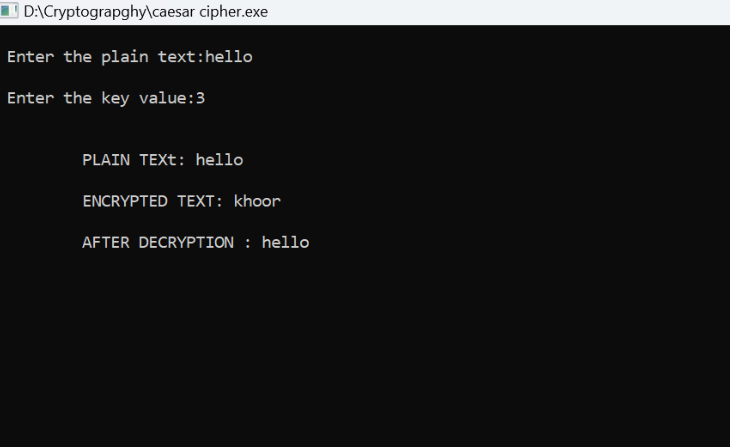 D:\Cryptograpghy\caesar cipher.exe
Enter the plain text:hello
Enter the key value:3
PLAIN TEXt: hello
ENCRYPTED TEXT: khoor
AFTER DECRYPTION : hello